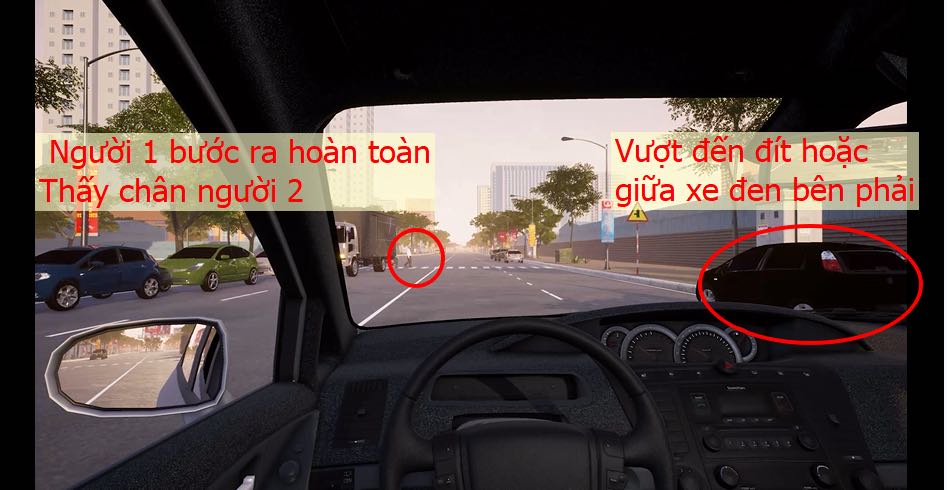 Người 1 bước ra hoàn toàn
Thấy chân người 2
Vượt đến đít hoặc
giữa xe đen bên phải